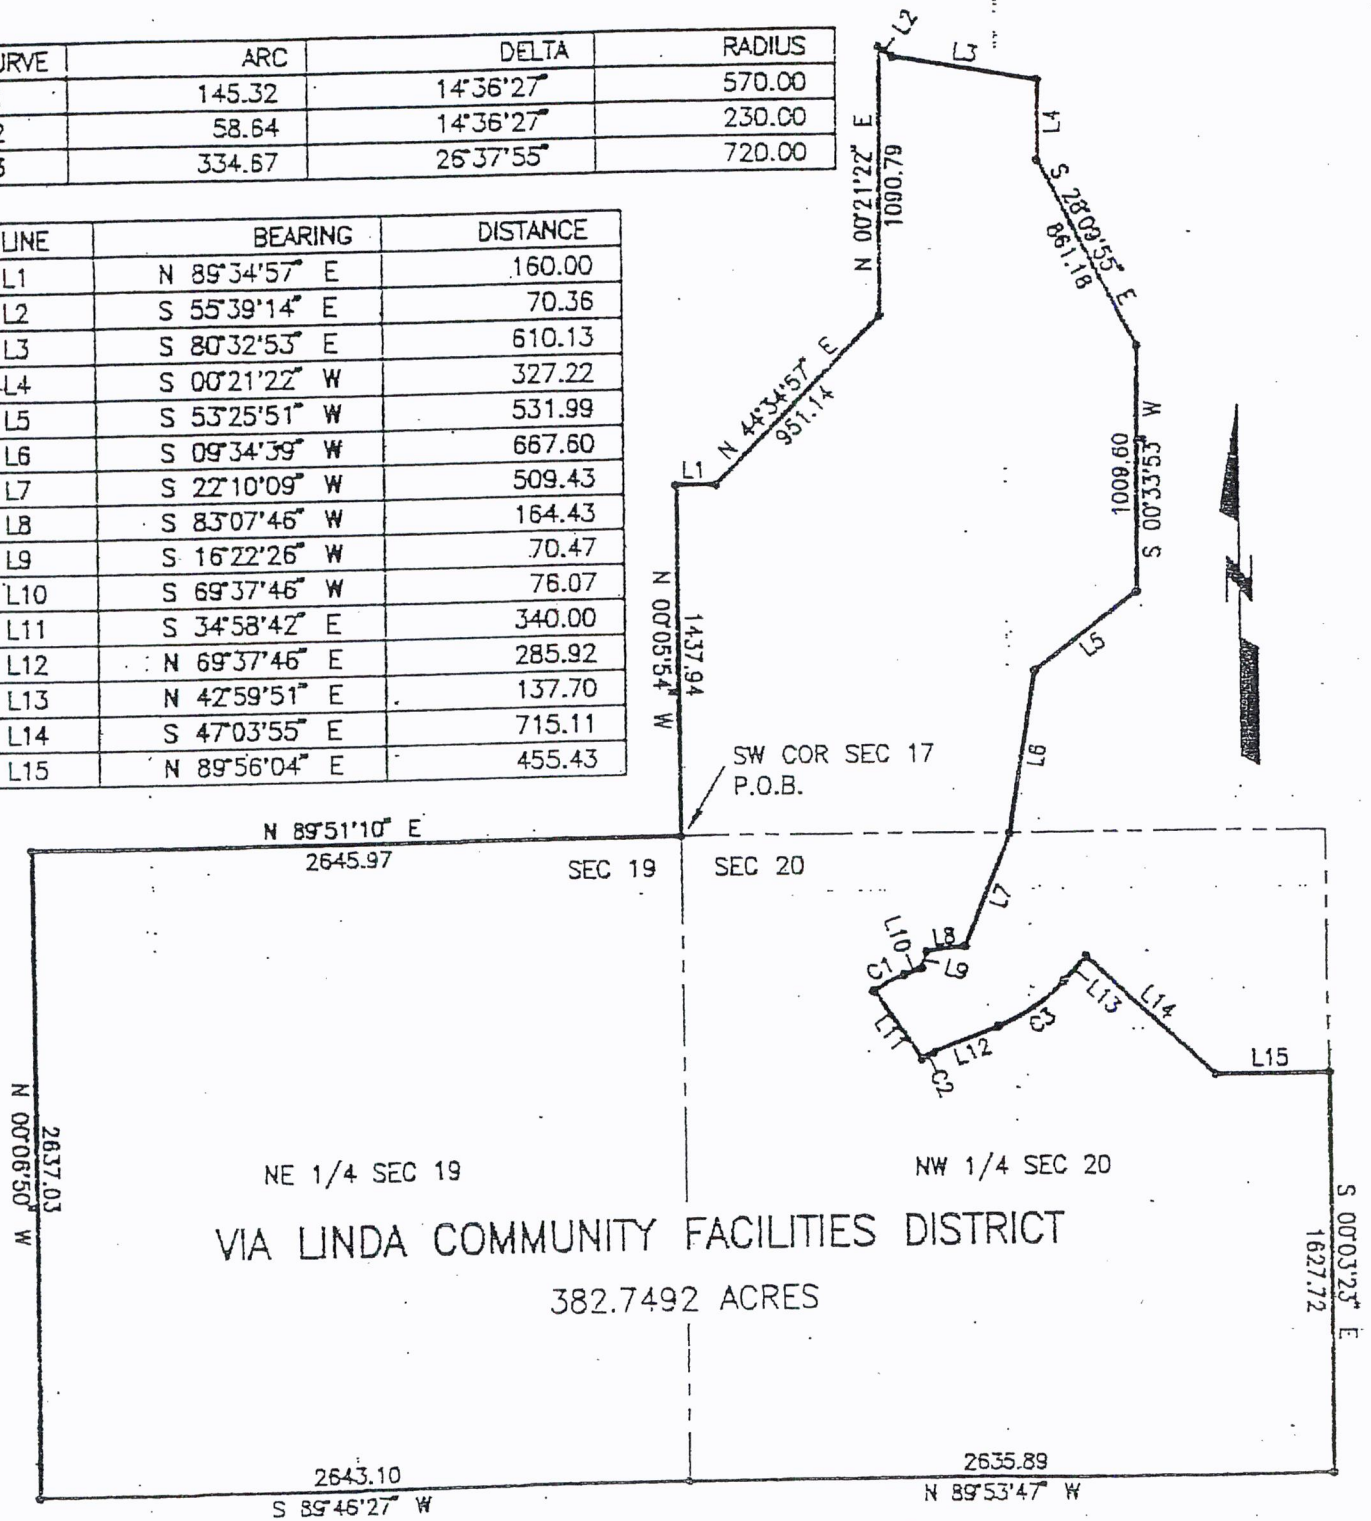 URVE ARC DELTA RADIUS
145.32 14°36'27" 570.00
2 58.64 14°36'27" 230.00
3 334.67 26°37'55" 720.00
LINE BEARING DISTANCE
L1 N 89°34'57" E 160.00
L2 S 55°39'14" E 70.36
L3 S 80°32'53" E 610.13
L4 S 00°21'22" W 327.22
L5 S 53°25'51" W 531.99
L6 S 09°34'39" W 667.60
L7 S 22°10'09" W 509.43
L8 S 83°07'46" W 164.43
L9 S 16°22'26" W 70.47
L10 S 69°37'46" W 76.07
L11 S 34°58'42" E 340.00
L12 N 69°37'46" E 285.92
L13 N 42°59'51" E 137.70
L14 S 47°03'55" E 715.11
L15 N 89°56'04" E 455.43
L2
L3
L4
N 00°21'22" E
1090.79
S 28°09'55" E
861.18
N 44°34'57" E
951.14
L1
1009.60
S 00°33'53" W
N
L5
N 00°05'54" W
1437.94
L6
SW COR SEC 17
P.O.B.
N 89°51'10" E
2645.97
SEC 19
SEC 20
L7
L10
L8
L9
C1
L11
L12
C2
C3
L13
L14
L15
N 00°06'50" W
2637.03
NE 1/4 SEC 19
NW 1/4 SEC 20
S 00°03'23" E
1627.72
VIA LINDA COMMUNITY FACILITIES DISTRICT
382.7492 ACRES
2643.10
S 89°46'27" W
2635.89
N 89°53'47" W